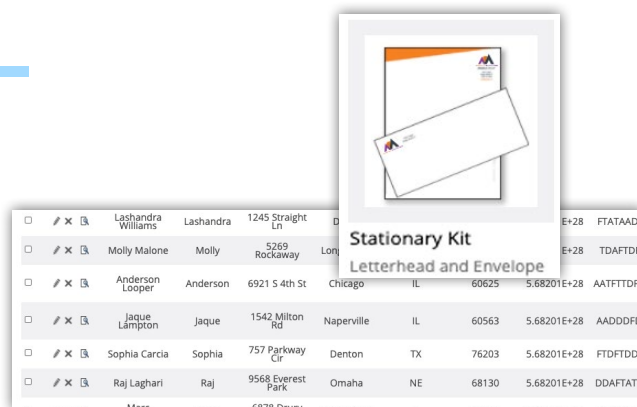 Stationary Kit
Letterhead and Envelope
Lashandra Williams Lashandra 1245 Straight Ln E+28 FTATAAD
Molly Malone Molly 5269 Rockaway E+28
Anderson Looper Anderson 6921 S 4th St Chicago IL 60625 5.68201E+28
Jaque Lampton Jaque 1542 Milton Rd Naperville IL 60563 5.68201E+28
Sophia Carcia Sophia 757 Parkway Cir Denton TX 76203 5.68201E+28 FTDFTDD
Raj Laghari Raj 9568 Everest Park Omaha NE 68130 5.68201E+28 DDAFTAT